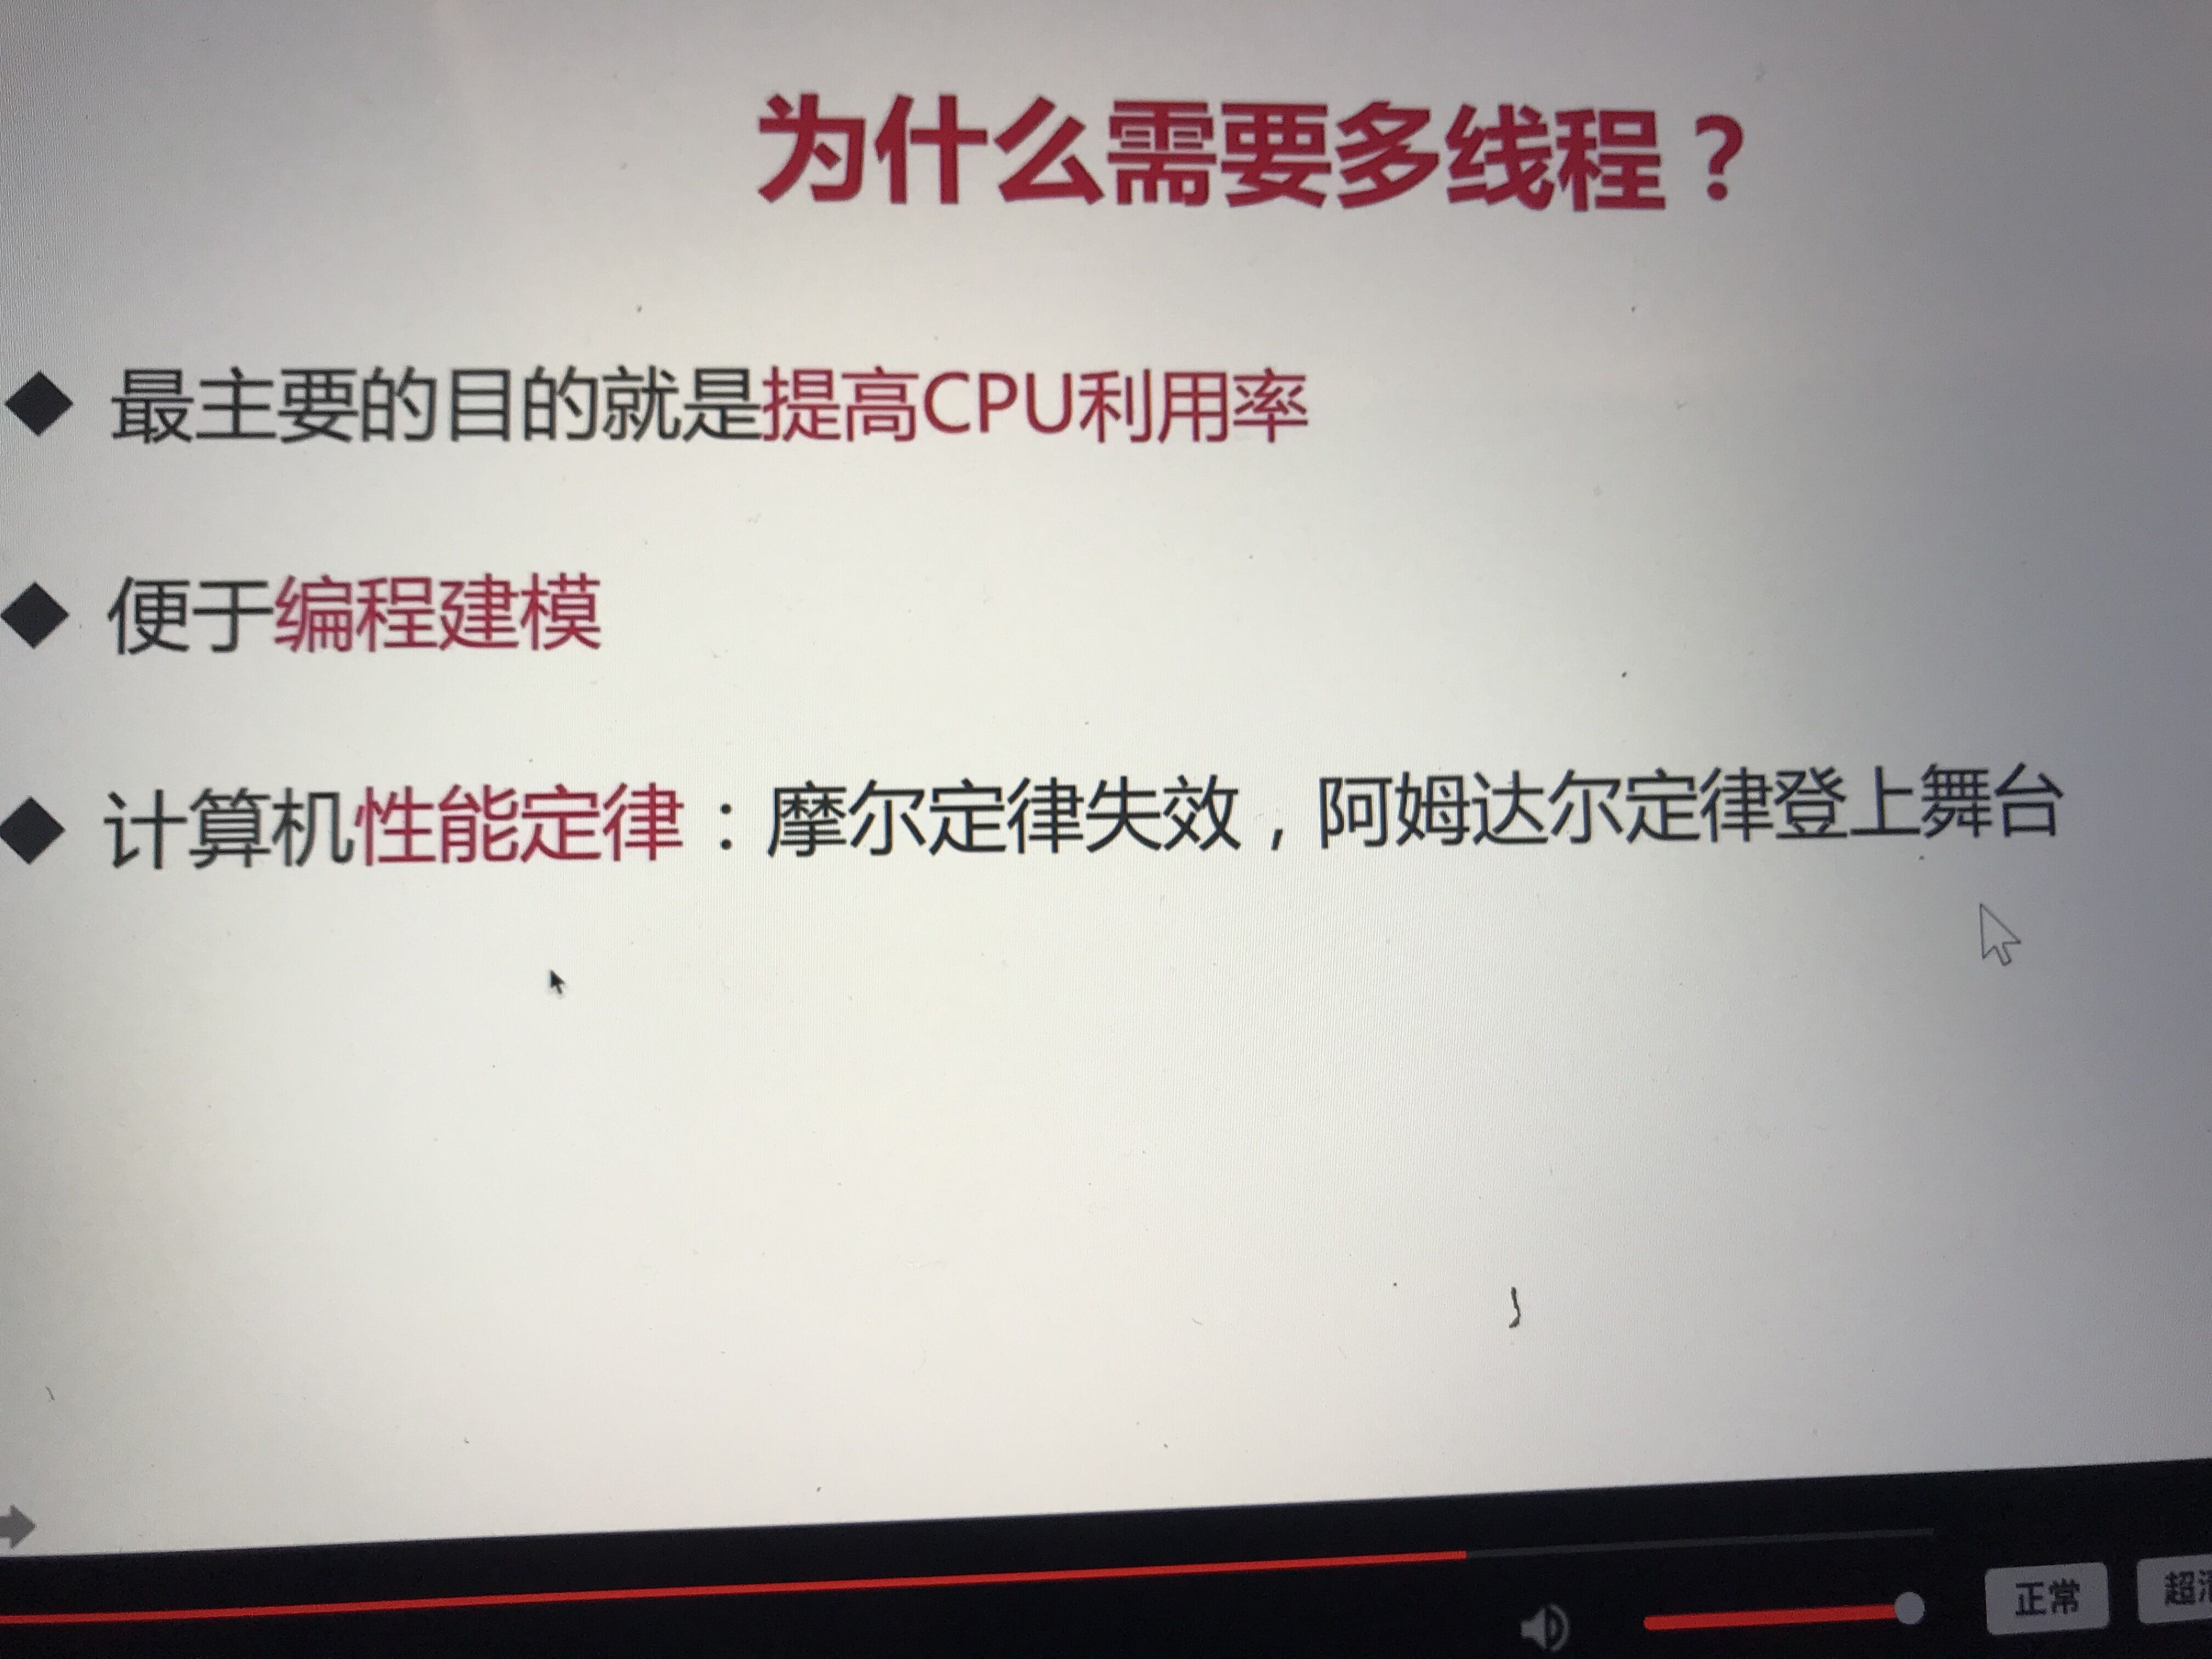 为什么需要多线程？
◆ 最主要的目的就是提高CPU利用率
◆ 便于编程建模
◆ 计算机性能定律：摩尔定律失效，阿姆达尔定律登上舞台
正常